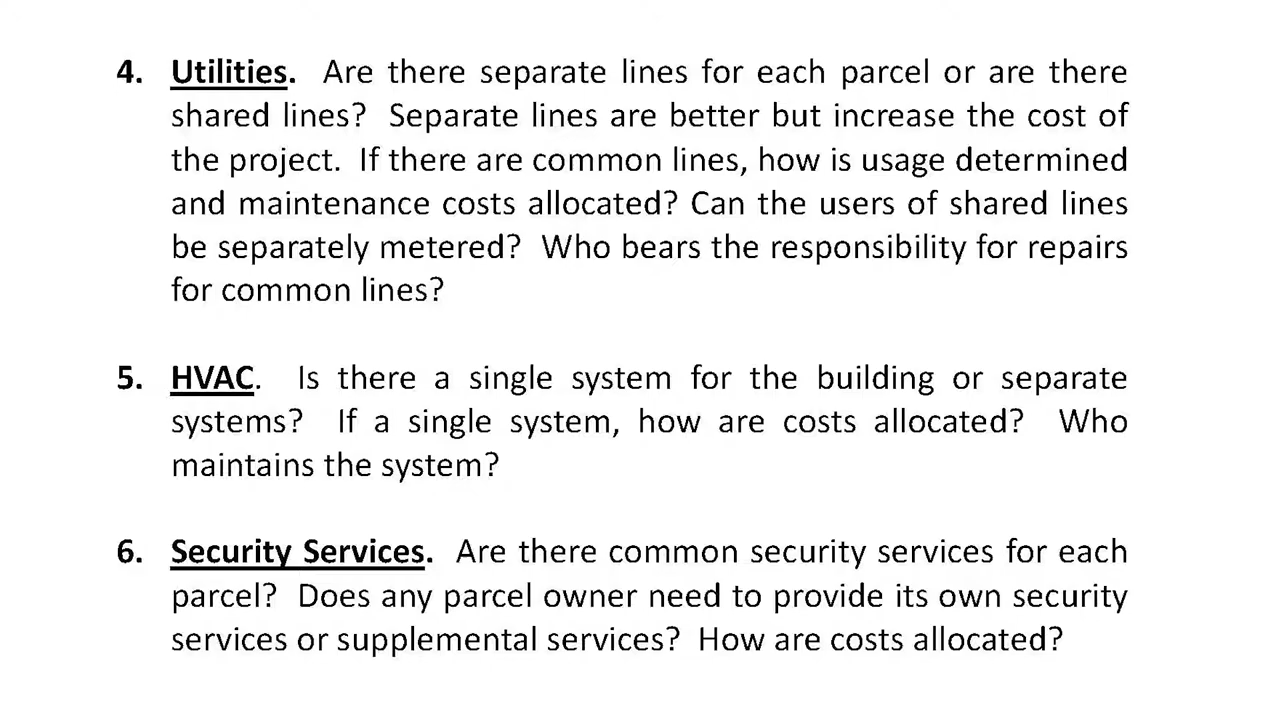 4. Utilities. Are there separate lines for each parcel or are there
shared lines? Separate lines are better but increase the cost of
the project. If there are common lines, how is usage determined
and maintenance costs allocated? Can the users of shared lines
be separately metered? Who bears the responsibility for repairs
for common lines?
5. HVAC. Is there a single system for the building or separate
systems? If a single system, how are costs allocated? Who
maintains the system?
6. Security Services. Are there common security services for each
parcel? Does any parcel owner need to provide its own security
services or supplemental services? How are costs allocated?